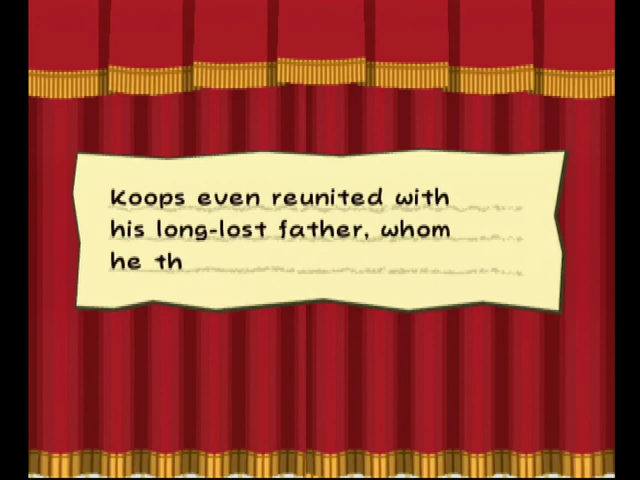 Koops even reunited with
his long-lost father, whom
he th